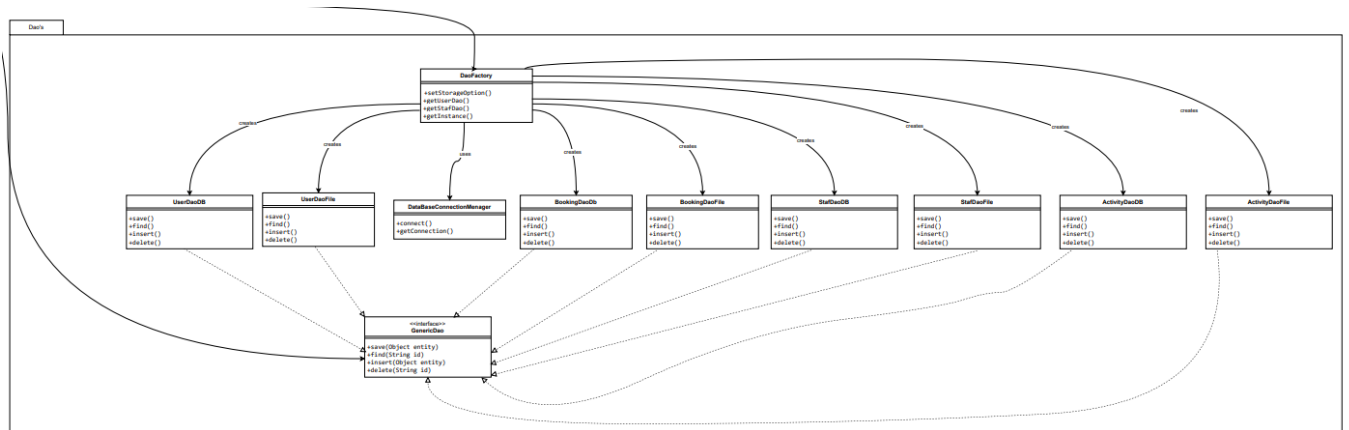 Dao's
DaoFactory
+setStorageOption()
+getUserDao()
+getStafDao()
+getInstance()
creates
creates
uses
creates
creates
creates
creates
creates
creates
UserDaoDB
+save()
+find()
+insert()
+delete()
UserDaoFile
+save()
+find()
+insert()
+delete()
DataBaseConnectionMenager
+connect()
+getConnection()
BookingDaoDb
+save()
+find()
+insert()
+delete()
BookingDaoFile
+save()
+find()
+insert()
+delete()
StafDaoDB
+save()
+find()
+insert()
+delete()
StafDaoFile
+save()
+find()
+insert()
+delete()
ActivityDaoDB
+save()
+find()
+insert()
+delete()
ActivityDaoFile
+save()
+find()
+insert()
+delete()
<<interface>>
GenericDao
+save(Object entity)
+find(String id)
+insert(Object entity)
+delete(String id)